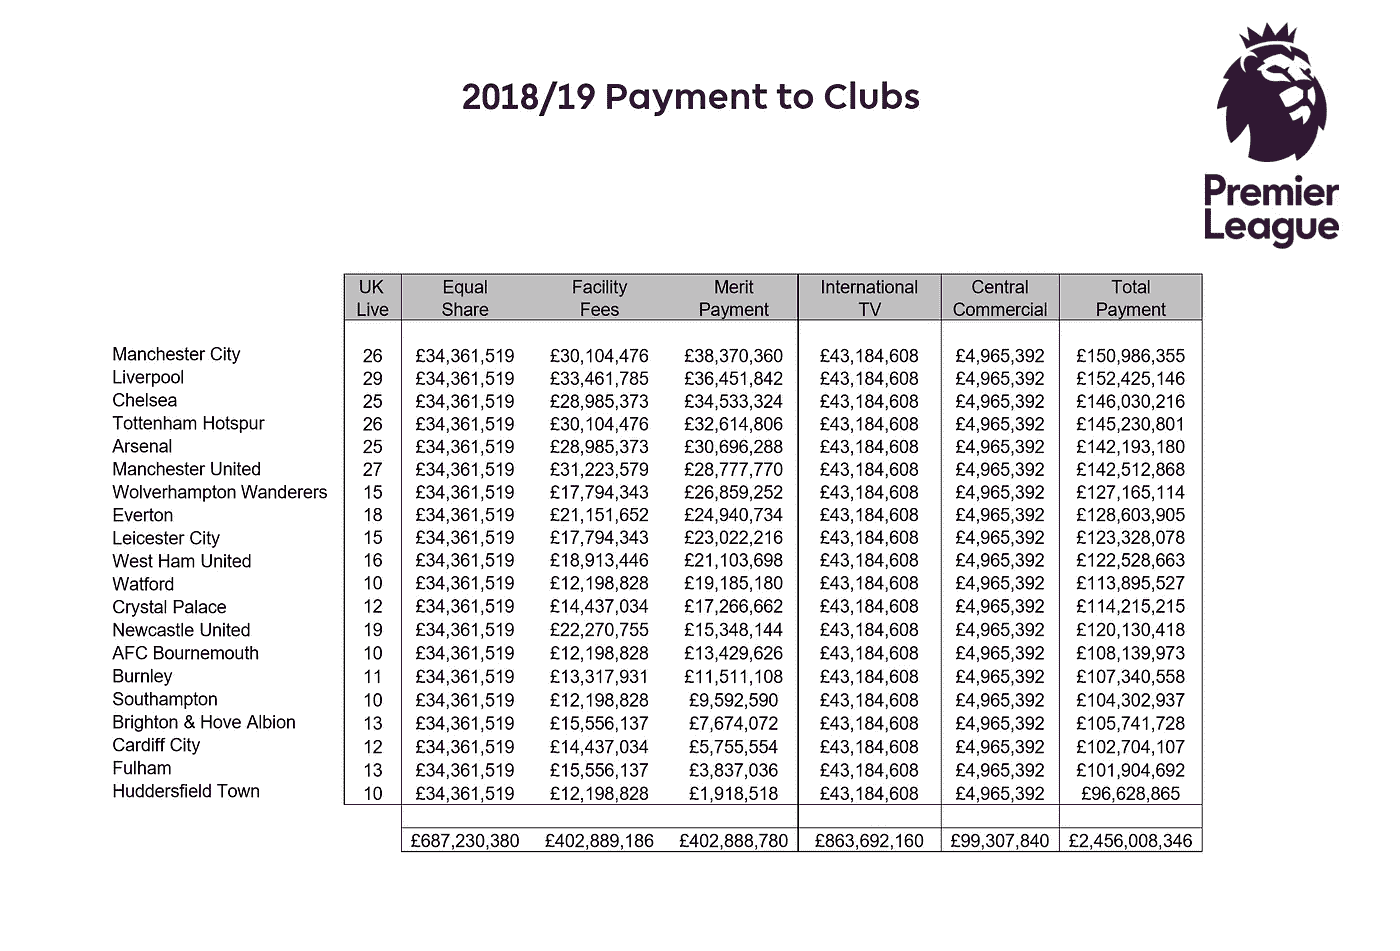 2018/19 Payment to Clubs
Premier
League
UK Equal Facility Merit International Central Total
Live Share Fees Payment TV Commercial Payment
Manchester City 26 £34,361,519 £30,104,476 £38,370,360 £43,184,608 £4,965,392 £150,986,355
Liverpool 29 £34,361,519 £33,461,785 £36,451,842 £43,184,608 £4,965,392 £152,425,146
Chelsea 25 £34,361,519 £28,985,373 £34,533,324 £43,184,608 £4,965,392 £146,030,216
Tottenham Hotspur 26 £34,361,519 £30,104,476 £32,614,806 £43,184,608 £4,965,392 £145,230,801
Arsenal 25 £34,361,519 £28,985,373 £30,696,288 £43,184,608 £4,965,392 £142,193,180
Manchester United 27 £34,361,519 £31,223,579 £28,777,770 £43,184,608 £4,965,392 £142,512,868
Wolverhampton Wanderers 15 £34,361,519 £17,794,343 £26,859,252 £43,184,608 £4,965,392 £127,165,114
Everton 18 £34,361,519 £21,151,652 £24,940,734 £43,184,608 £4,965,392 £128,603,905
Leicester City 15 £34,361,519 £17,794,343 £23,022,216 £43,184,608 £4,965,392 £123,328,078
West Ham United 16 £34,361,519 £18,913,446 £21,103,698 £43,184,608 £4,965,392 £122,528,663
Watford 10 £34,361,519 £12,198,828 £19,185,180 £43,184,608 £4,965,392 £113,895,527
Crystal Palace 12 £34,361,519 £14,437,034 £17,266,662 £43,184,608 £4,965,392 £114,215,215
Newcastle United 19 £34,361,519 £22,270,755 £15,348,144 £43,184,608 £4,965,392 £120,130,418
AFC Bournemouth 10 £34,361,519 £12,198,828 £13,429,626 £43,184,608 £4,965,392 £108,139,973
Burnley 11 £34,361,519 £13,317,931 £11,511,108 £43,184,608 £4,965,392 £107,340,558
Southampton 10 £34,361,519 £12,198,828 £9,592,590 £43,184,608 £4,965,392 £104,302,937
Brighton & Hove Albion 13 £34,361,519 £15,556,137 £7,674,072 £43,184,608 £4,965,392 £105,741,728
Cardiff City 12 £34,361,519 £14,437,034 £5,755,554 £43,184,608 £4,965,392 £102,704,107
Fulham 13 £34,361,519 £15,556,137 £3,837,036 £43,184,608 £4,965,392 £101,904,692
Huddersfield Town 10 £34,361,519 £12,198,828 £1,918,518 £43,184,608 £4,965,392 £96,628,865
£687,230,380 £402,889,186 £402,888,780 £863,692,160 £99,307,840 £2,456,008,346